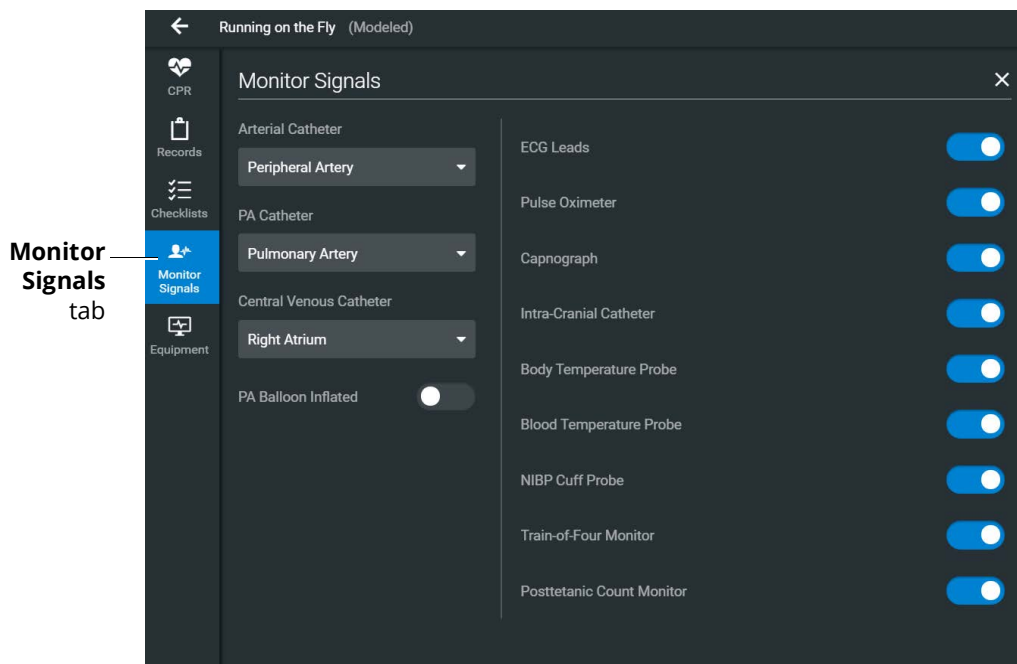 Running on the Fly (Modeled)
CPR
Records
Checklists
Monitor
Signals
Equipment
Monitor
Signals
tab
Monitor Signals
Arterial Catheter
Peripheral Artery
PA Catheter
Pulmonary Artery
Central Venous Catheter
Right Atrium
PA Balloon Inflated
ECG Leads
Pulse Oximeter
Capnograph
Intra-Cranial Catheter
Body Temperature Probe
Blood Temperature Probe
NIBP Cuff Probe
Train-of-Four Monitor
Posttetanic Count Monitor